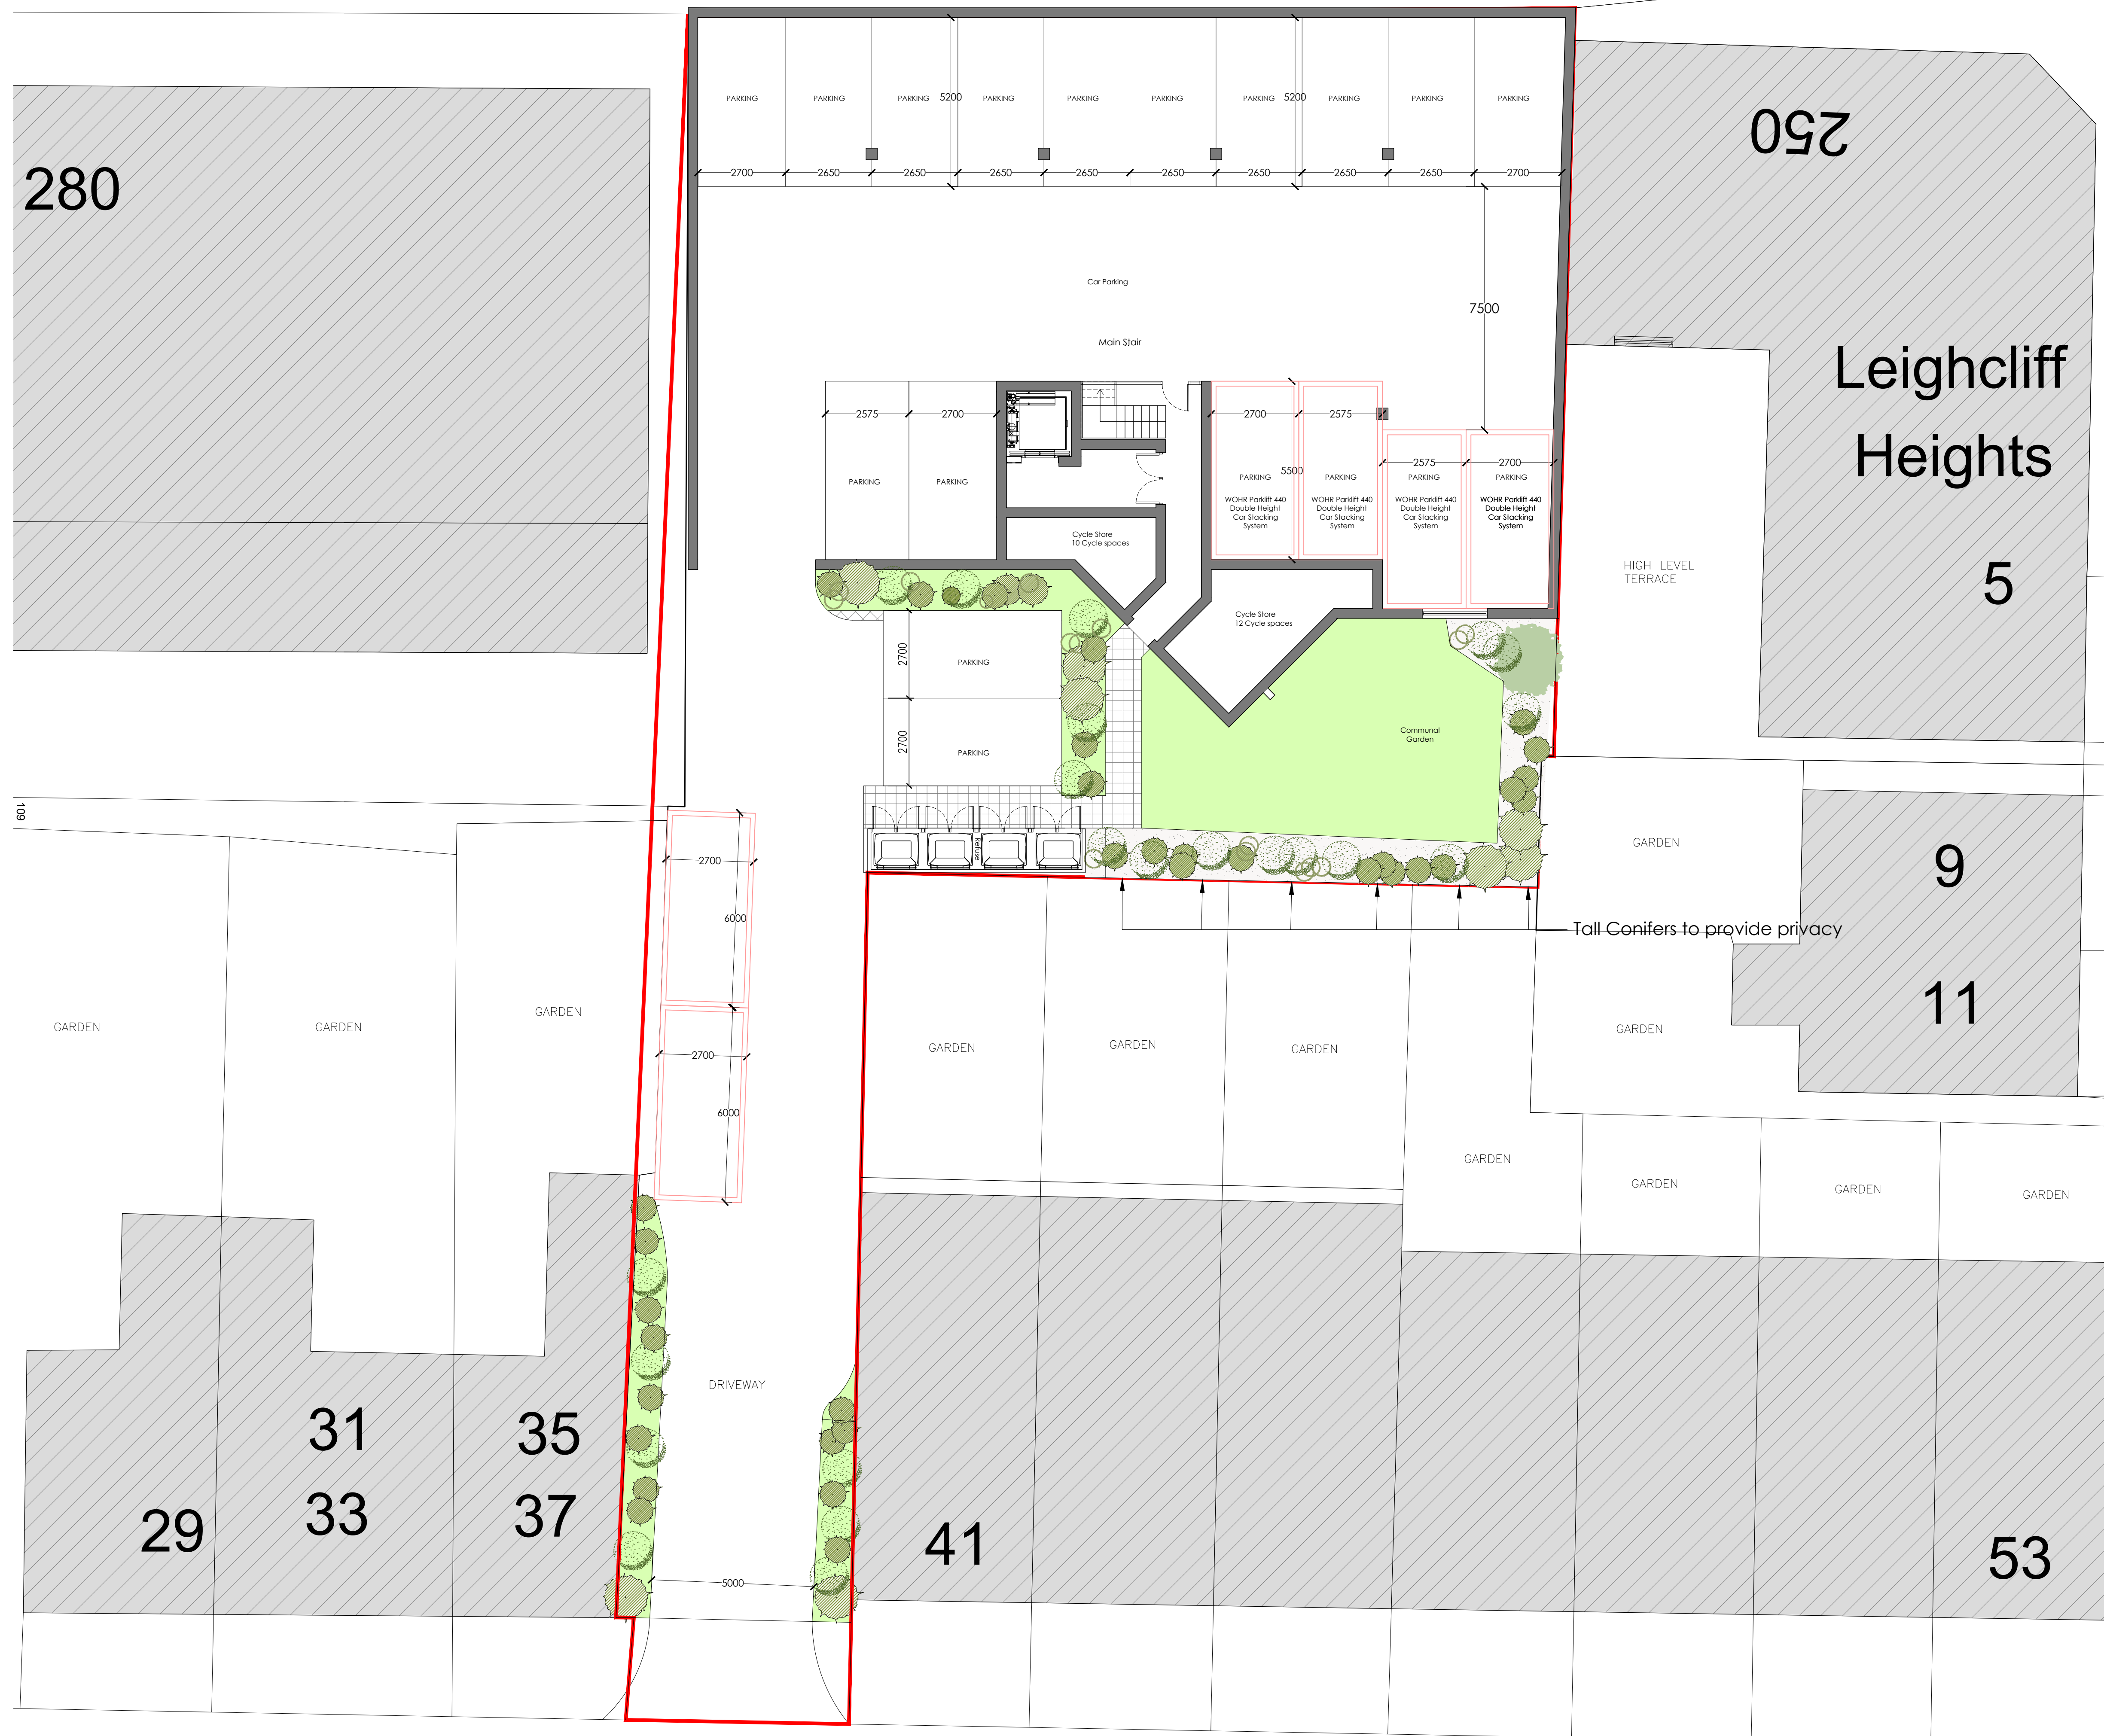 PARKING
PARKING
PARKING
PARKING
PARKING
PARKING
PARKING
PARKING
PARKING
PARKING
5200
5200
2700
2650
2650
2650
2650
2650
2650
2650
2650
2700
280
250
Car Parking
7500
Main Stair
Leighcliff
Heights
5
2575
2700
2700
2575
2575
2700
5500
PARKING
PARKING
PARKING
WOHR Parklift 440
Double Height
Car Stacking
System
PARKING
WOHR Parklift 440
Double Height
Car Stacking
System
PARKING
WOHR Parklift 440
Double Height
Car Stacking
System
PARKING
WOHR Parklift 440
Double Height
Car Stacking
System
Cycle Store
10 Cycle spaces
Cycle Store
12 Cycle spaces
HIGH LEVEL
TERRACE
2700
PARKING
2700
PARKING
Communal
Garden
109
Refuse
2700
6000
2700
6000
GARDEN
9
11
Tall Conifers to provide privacy
GARDEN
GARDEN
GARDEN
GARDEN
GARDEN
GARDEN
GARDEN
GARDEN
GARDEN
GARDEN
GARDEN
DRIVEWAY
29
31
33
35
37
41
53
5000